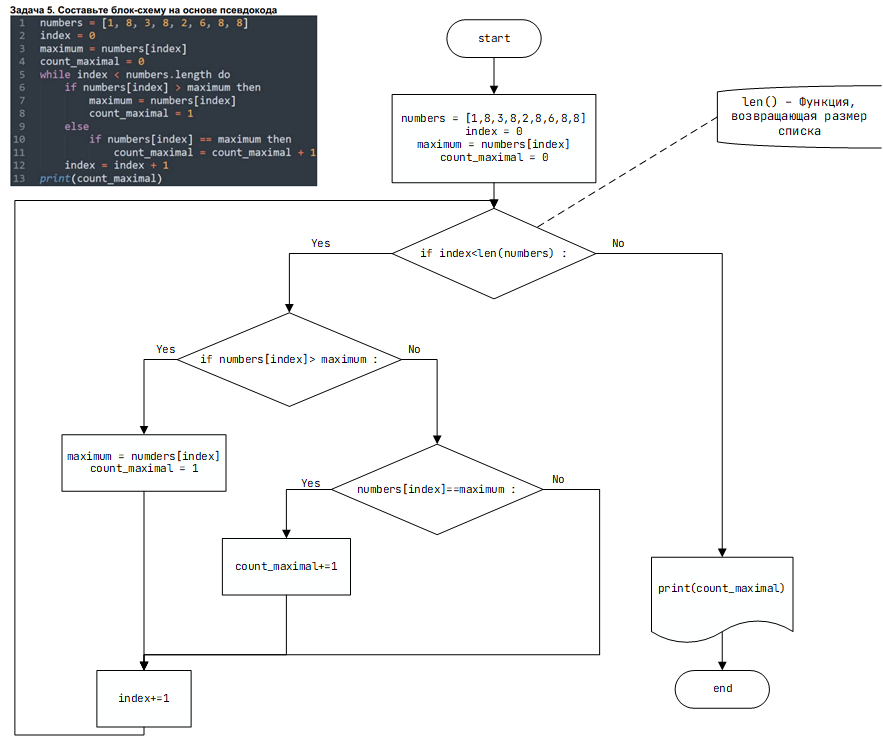 Задача 5. Составьте блок-схему на основе псевдокода
1 numbers = [1, 8, 3, 8, 2, 6, 8, 8]
2 index = 0
3 maximum = numbers[index]
4 count_maximal = 0
5 while index < numbers.length do
6 if numbers[index] > maximum then
7 maximum = numbers[index]
8 count_maximal = 1
9 else
10 if numbers[index] == maximum then
11 count_maximal = count_maximal + 1
12 index = index + 1
13 print(count_maximal)
start
numbers = [1,8,3,8,2,8,6,8,8]
index = 0
maximum = numbers[index]
count_maximal = 0
len() – Функция,
возвращающая размер
списка
if index<len(numbers) :
Yes
No
if numbers[index]> maximum :
Yes
No
maximum = numders[index]
count_maximal = 1
numbers[index]==maximum :
Yes
No
count_maximal+=1
print(count_maximal)
index+=1
end